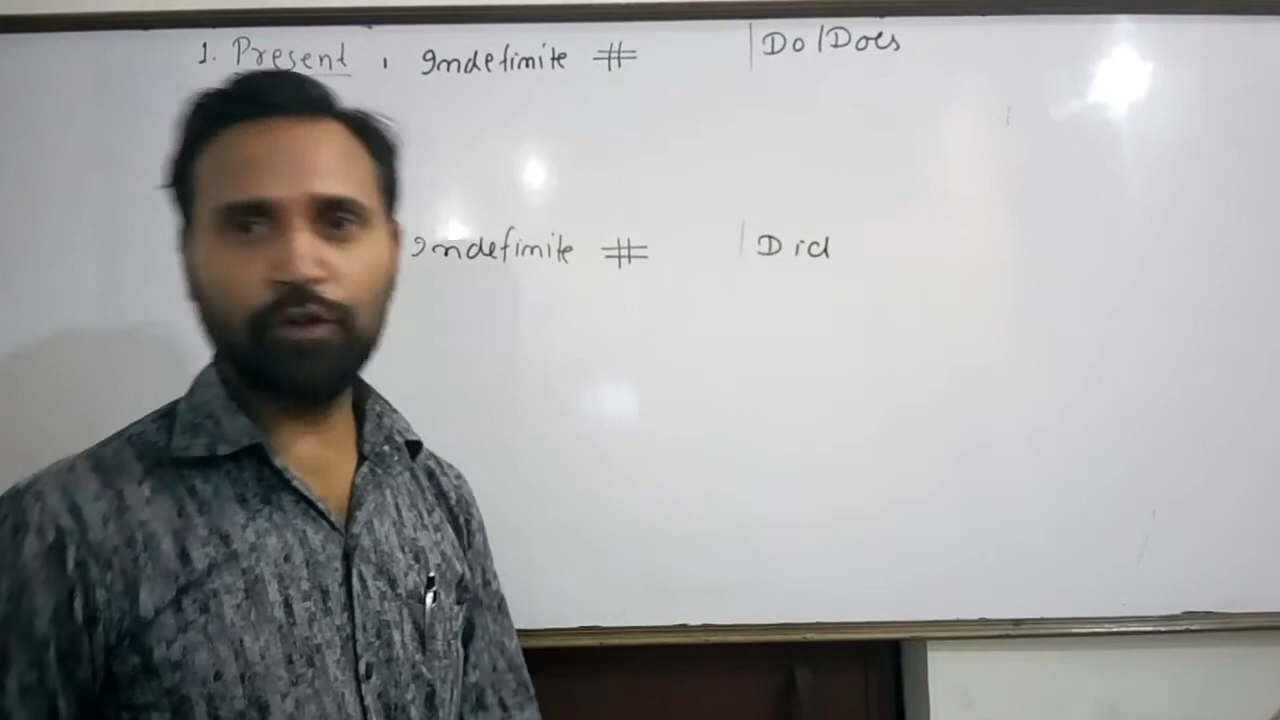 1. Present , Indefinite # |Do/Does
Indefinite # |Did